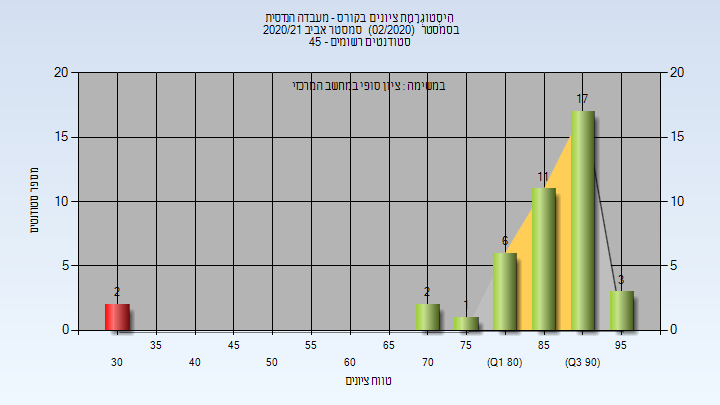 היסטוגרמת ציונים בקורס - מעבדה הנדסית
בסמסטר (02/2020) סמסטר אביב 2020/21
סטודנטים רשומים - 45
במשימה : ציון סופי במחשב המרכזי
מספר סטודנטים
20 20
15 15
10 10
5 5
0 0
2 2 1 6 11 17 3
35 45 55 65 75 85 95
30 40 50 60 70 (Q1 80) (Q3 90)
טווח ציונים